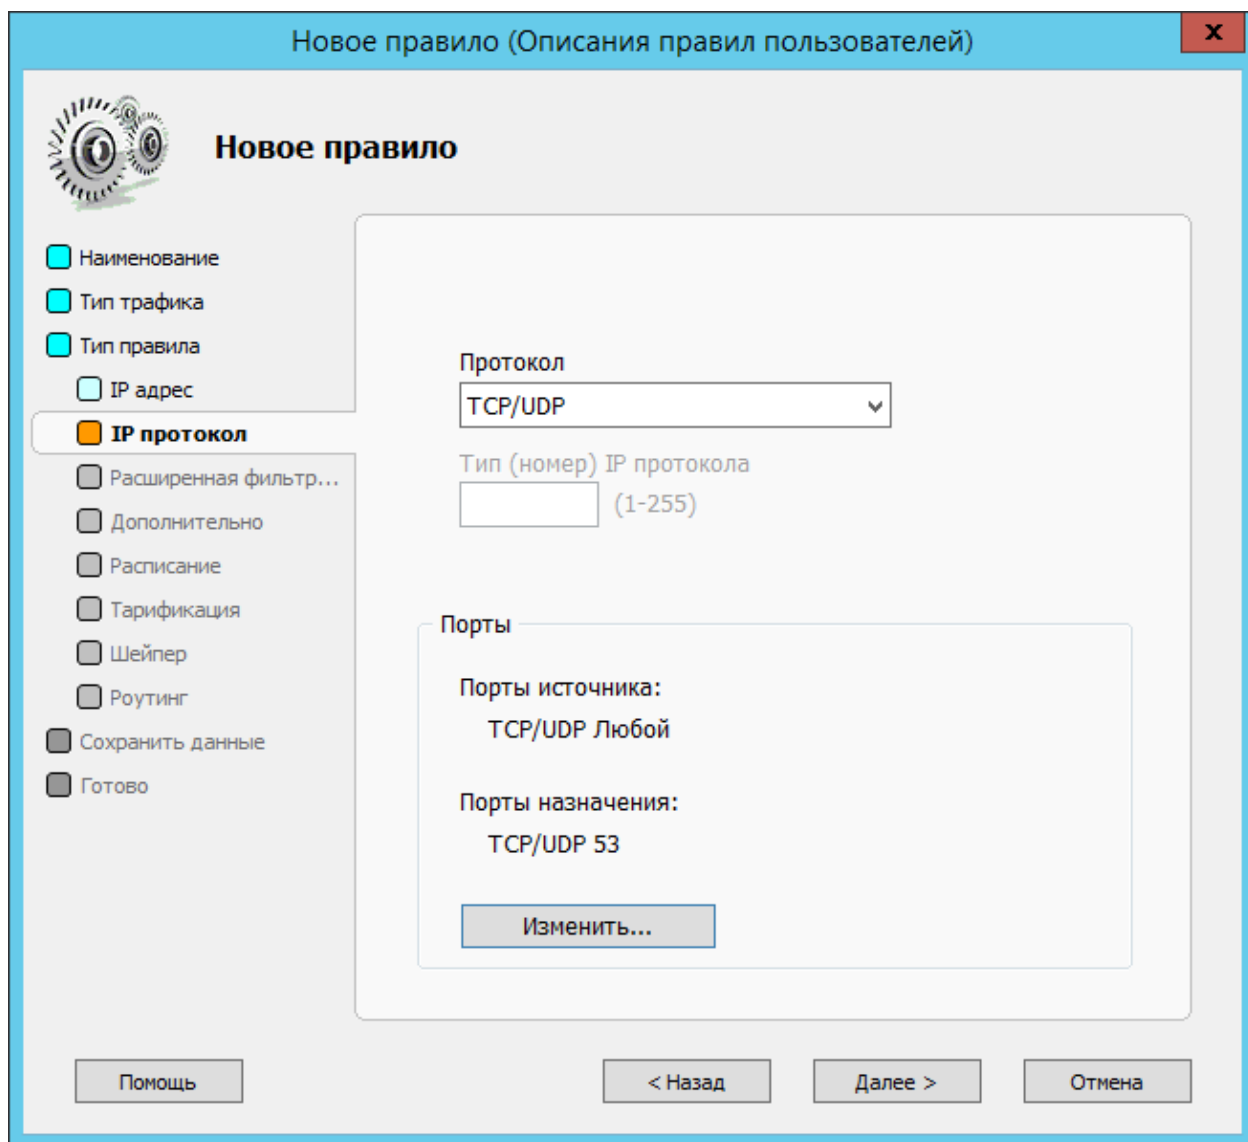 Новое правило (Описания правил пользователей)
x
Новое правило
Наименование
Тип трафика
Тип правила
IP адрес
IP протокол
Расширенная фильтр...
Дополнительно
Расписание
Тарификация
Шейпер
Роутинг
Сохранить данные
Готово
Протокол
TCP/UDP
Тип (номер) IP протокола
(1-255)
Порты
Порты источника:
TCP/UDP Любой
Порты назначения:
TCP/UDP 53
Изменить...
Помощь
< Назад
Далее >
Отмена